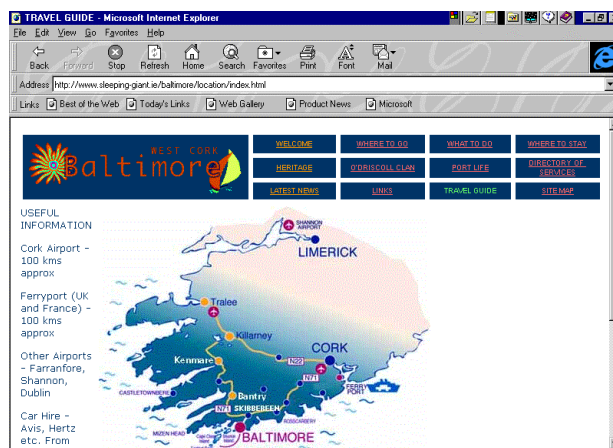 TRAVEL GUIDE - Microsoft Internet Explorer
File Edit View Go Favorites Help
Back Forward Stop Refresh Home Search Favorites Print Font Mail
Address http://www.sleeping-giant.ie/baltimore/location/index.html
Links Best of the Web Today's Links Web Gallery Product News Microsoft
WEST CORK
Baltimore
WELCOME WHERE TO GO WHAT TO DO WHERE TO STAY
HERITAGE O'DRISCOLL CLAN PORT LIFE DIRECTORY OF
SERVICES
LATEST NEWS LINKS TRAVEL GUIDE SITE MAP
USEFUL
INFORMATION
Cork Airport -
100 kms
approx
Ferryport (UK
and France) -
100 kms
approx
Other Airports
- Farranfore,
Shannon,
Dublin
Car Hire -
Avis, Hertz
etc. From
SHANNON
AIRPORT
LIMERICK
Tralee
Killarney
CORK
Kenmare
N22
N71
FERRY
PORT
CASTLETOWNBERE
Bantry
N71 SKIBBEREEN
ROSSCARBERY
MIZEN HEAD
BALTIMORE